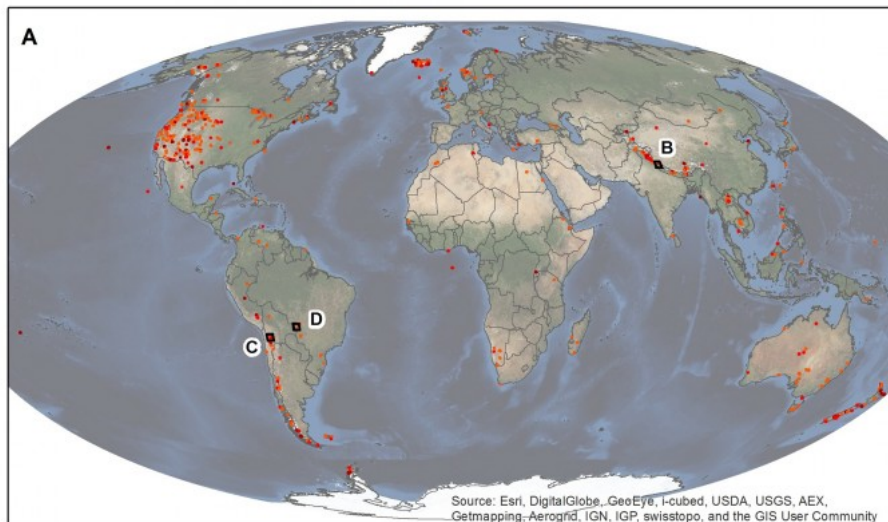 A
B
D
C
Source: Esri, DigitalGlobe, GeoEye, i-cubed, USDA, USGS, AEX,
Getmapping, Aerogrid, IGN, IGP, swisstopo, and the GIS User Community